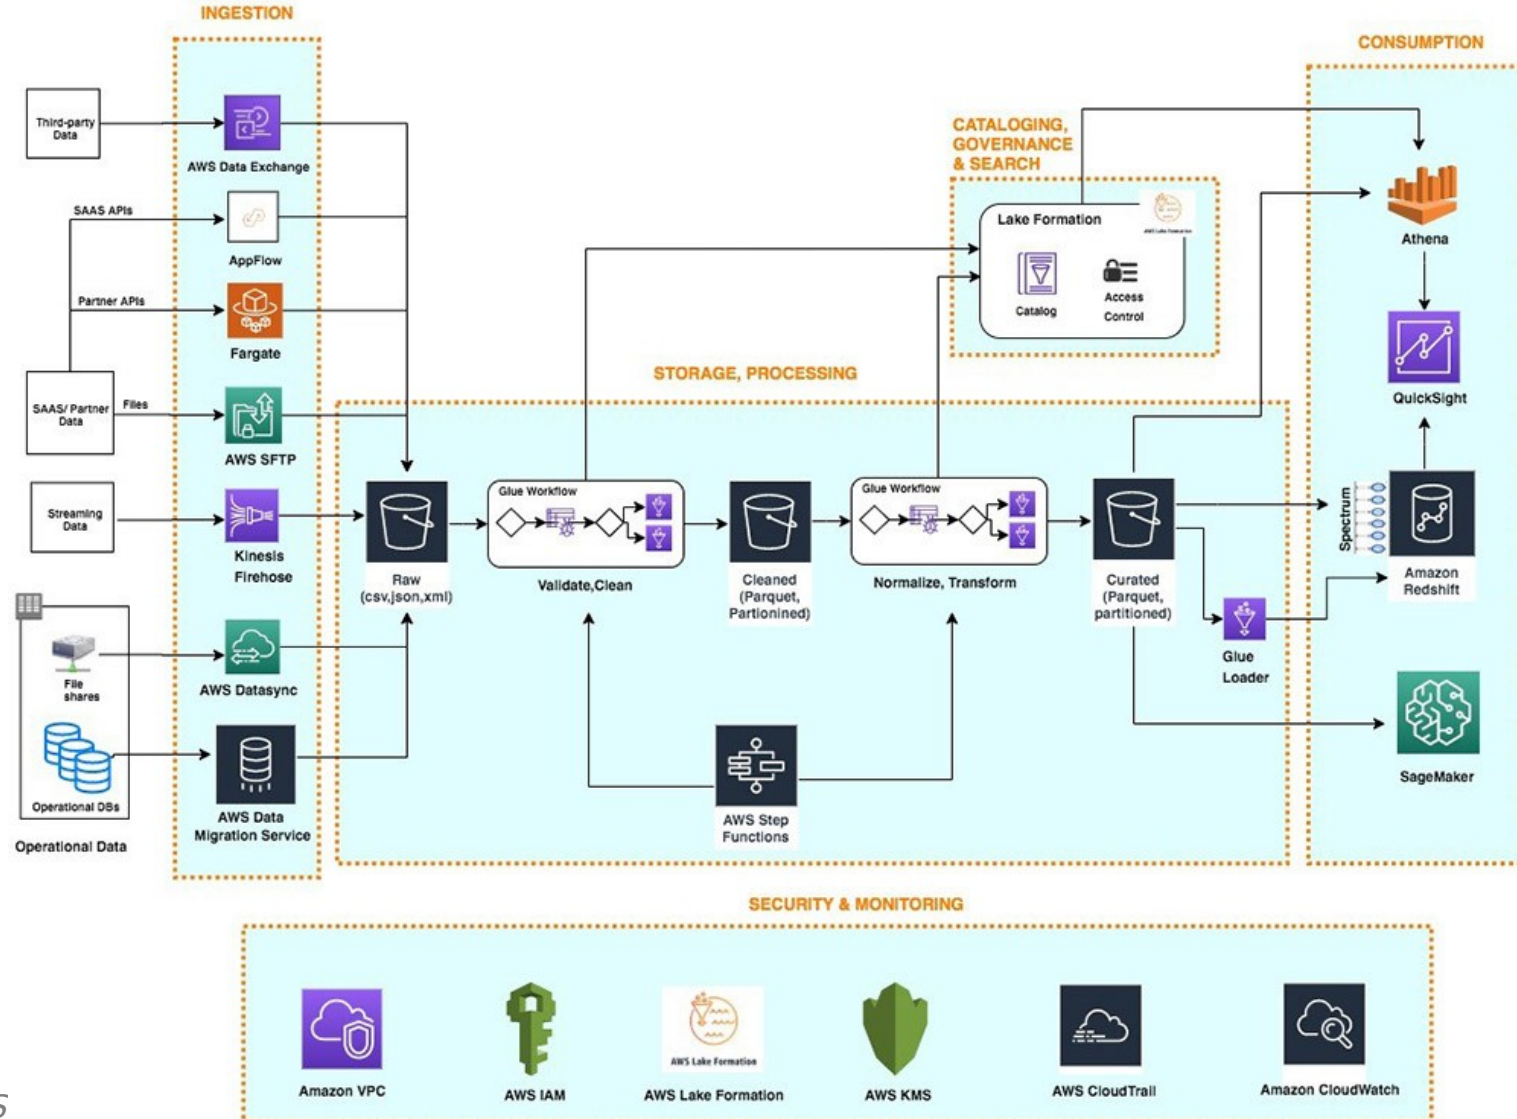 INGESTION
CONSUMPTION
Third-party
Data
AWS Data Exchange
SAAS APIs
AppFlow
Partner APIs
Fargate
SAAS/ Partner
Data
Files
AWS SFTP
Streaming
Data
Kinesis
Firehose
File
shares
AWS Datasync
Operational DBs
Operational Data
AWS Data
Migration Service
CATALOGING,
GOVERNANCE
& SEARCH
Lake Formation
AWS Lake Formation
Catalog
Access
Control
STORAGE, PROCESSING
Raw
(csv,json,xml)
Glue Workflow
Validate,Clean
Cleaned
(Parquet,
Partionined)
Glue Workflow
Normalize, Transform
Curated
(Parquet,
partitioned)
Glue
Loader
AWS Step
Functions
Athena
QuickSight
Spectrum
Amazon
Redshift
SageMaker
SECURITY & MONITORING
Amazon VPC
AWS IAM
AWS Lake Formation
AWS Lake Formation
AWS KMS
AWS CloudTrail
Amazon CloudWatch